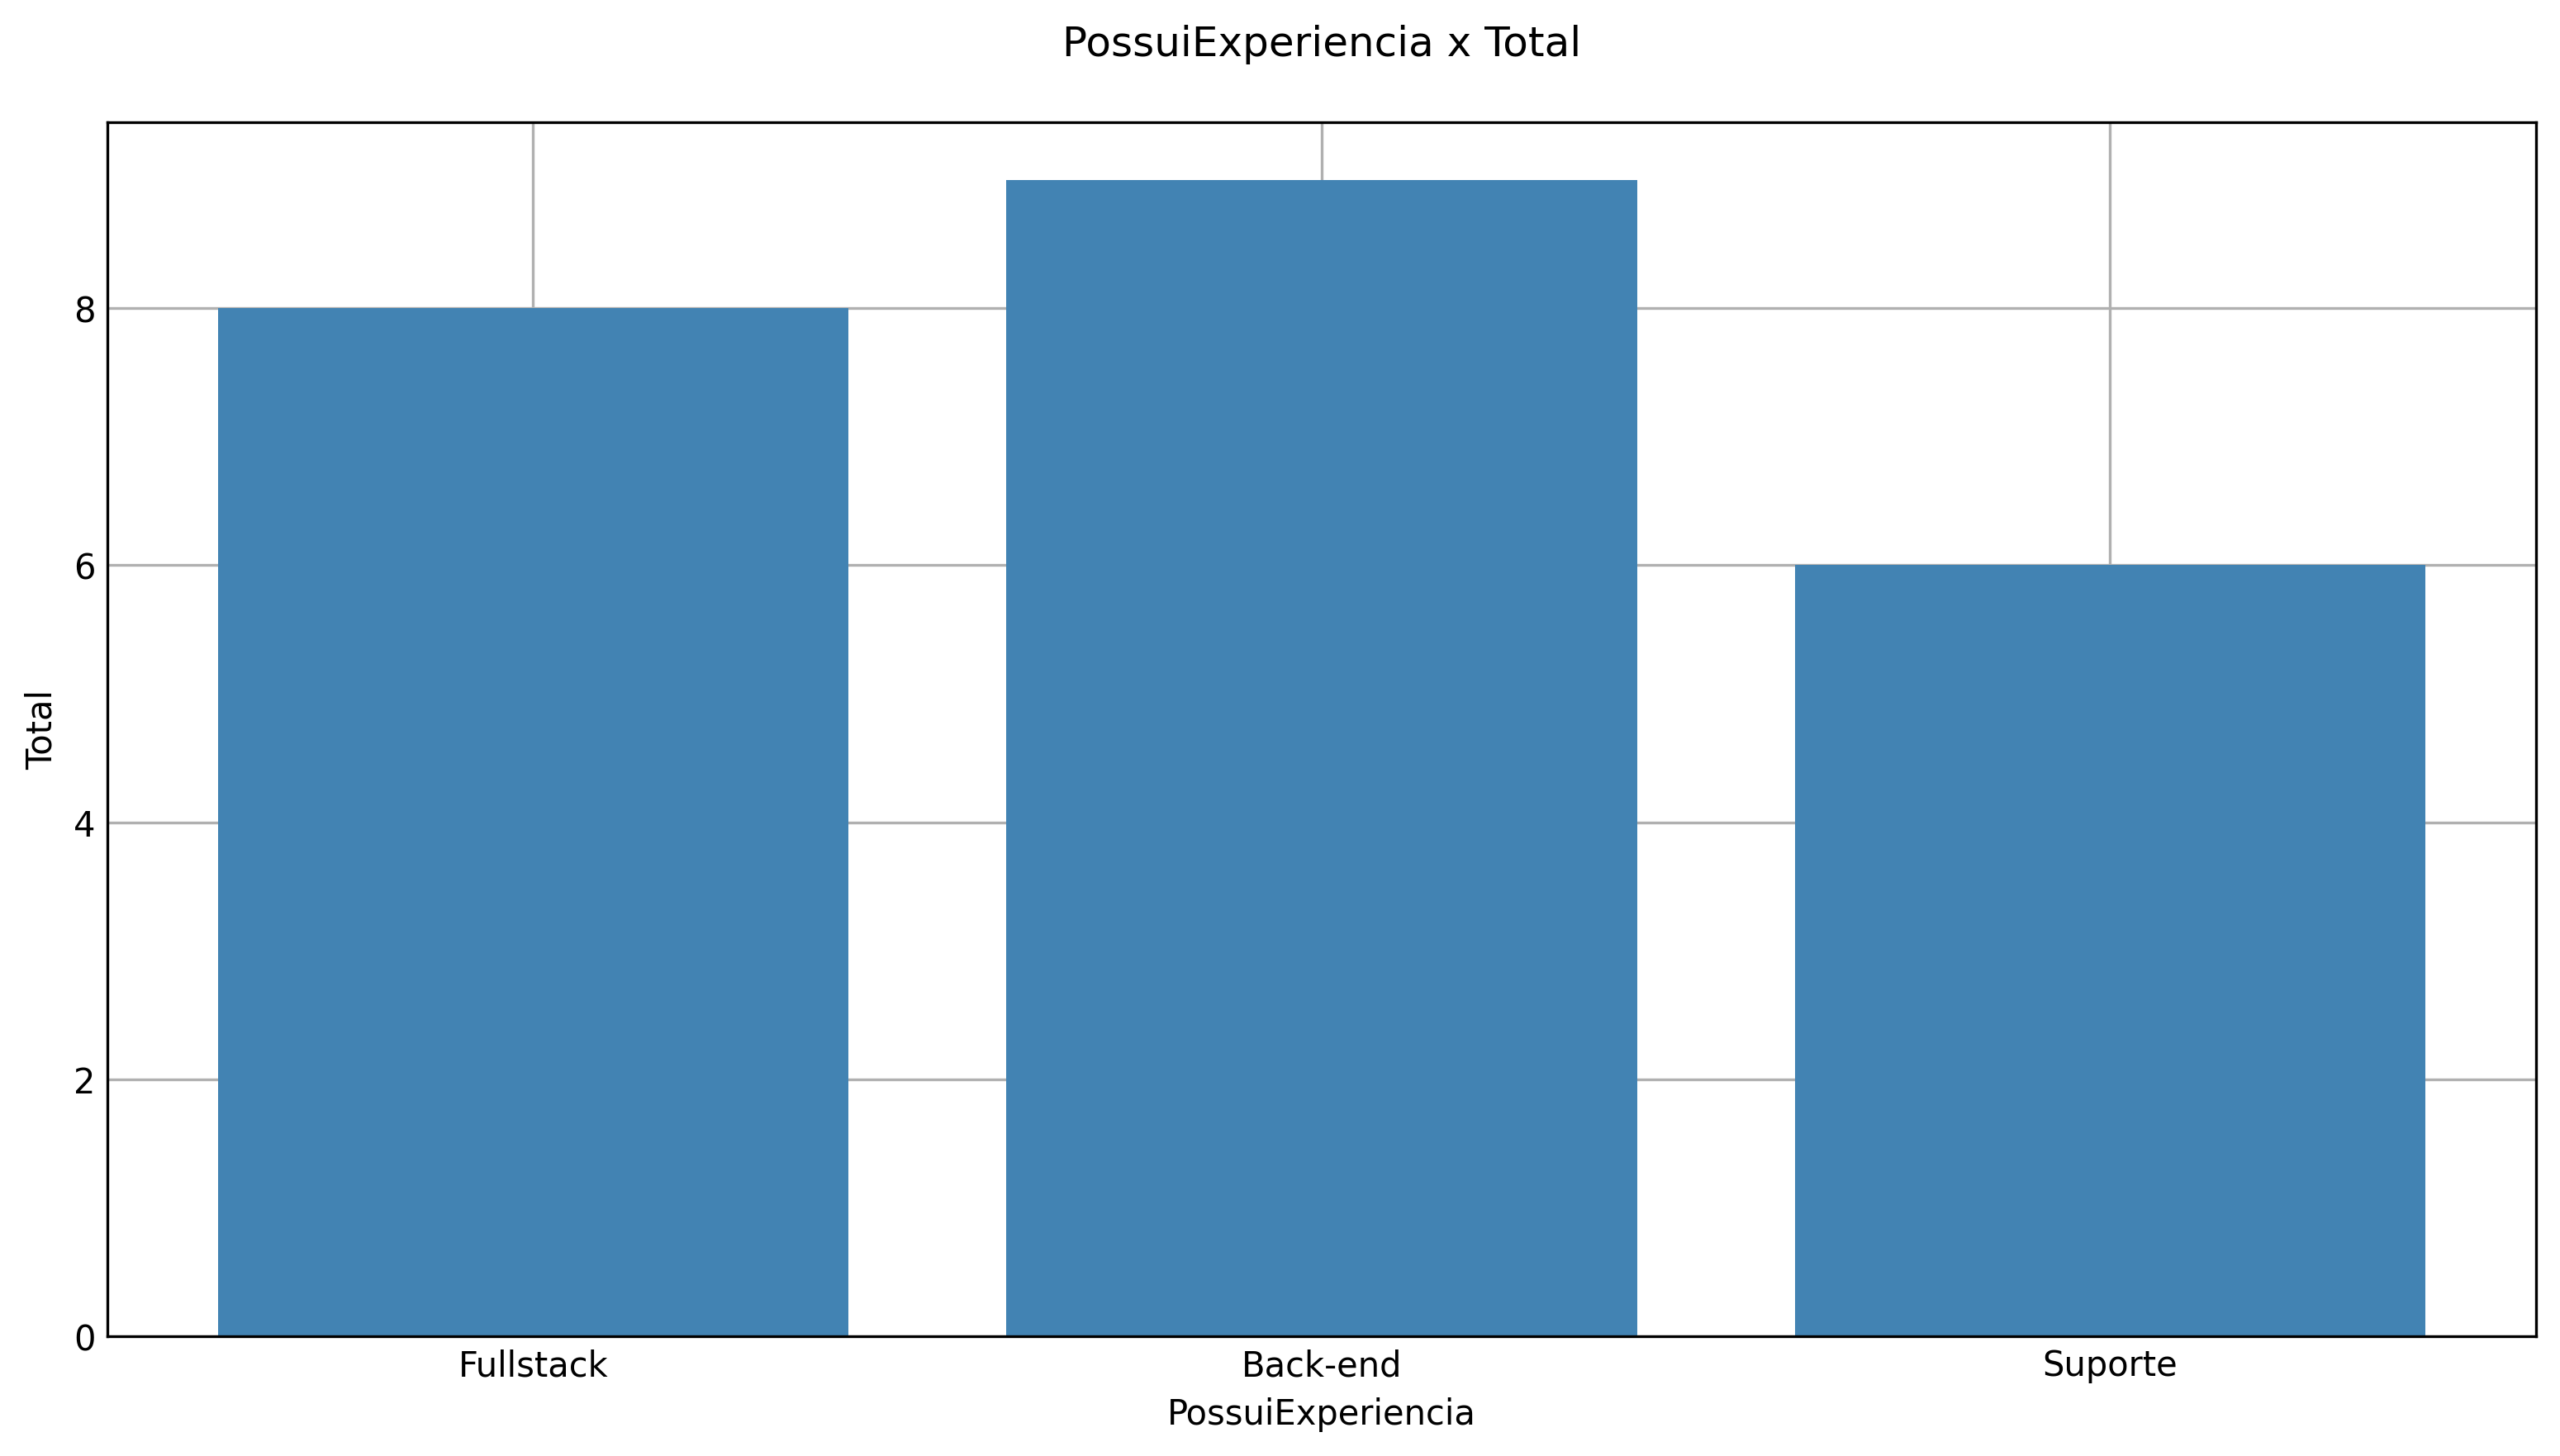 PossuiExperiencia x Total
8
6
4
2
0
Total
Fullstack Back-end Suporte
PossuiExperiencia